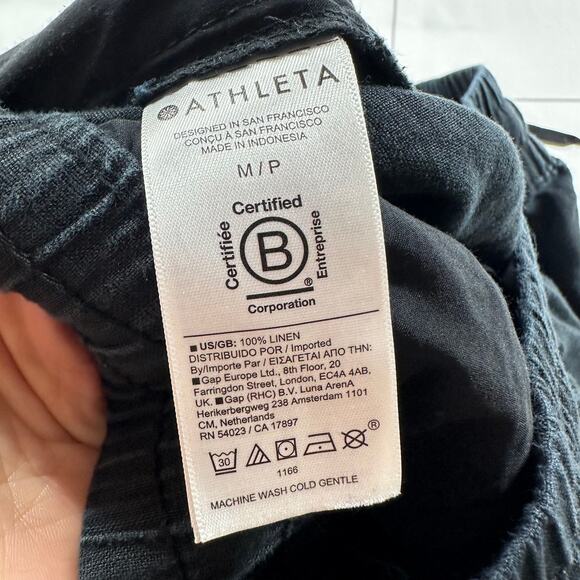 ATHLETA
DESIGNED IN SAN FRANCISCO
CONÇU À SAN FRANCISCO
MADE IN INDONESIA
M / P
Certified
Certifiée
B
Entreprise
®
Corporation
■ US/GB: 100% LINEN
DISTRIBUIDO POR / Imported
By/Importe Par / ΕΙΣΑΓΕΤΑΙ ΑΠΟ ΤΗΝ:
■ Gap Europe Ltd., 8th Floor, 20
Farringdon Street, London, EC4A 4AB,
UK. ■ Gap (RHC) B.V. Luna ArenA
Herikerbergweg 238 Amsterdam 1101
CM, Netherlands
RN 54023 / CA 17897
30 ®
1166
MACHINE WASH COLD GENTLE